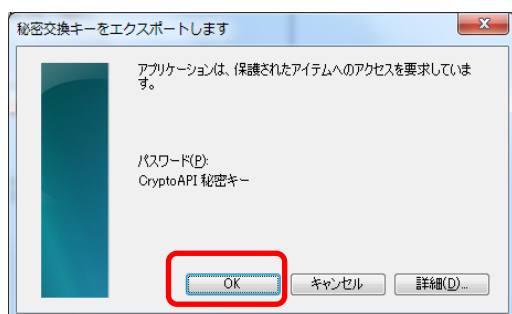 秘密交換キーをエクスポートします
アプリケーションは、保護されたアイテムへのアクセスを要求していま
す。
パスワード(P):
CryptoAPI 秘密キー
OK キャンセル 詳細(D)...